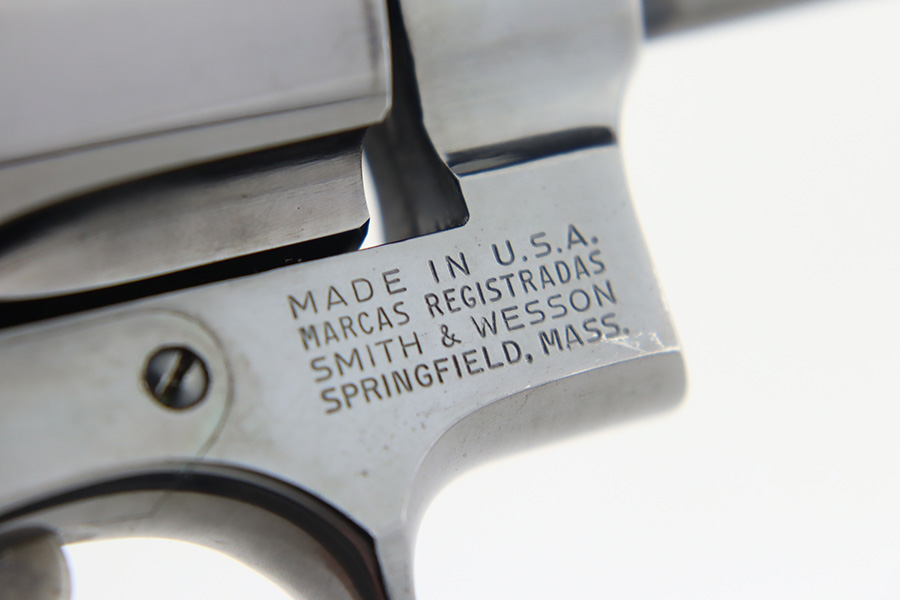 MADE IN U.S.A.
MARCAS REGISTRADAS
SMITH & WESSON
SPRINGFIELD, MASS.